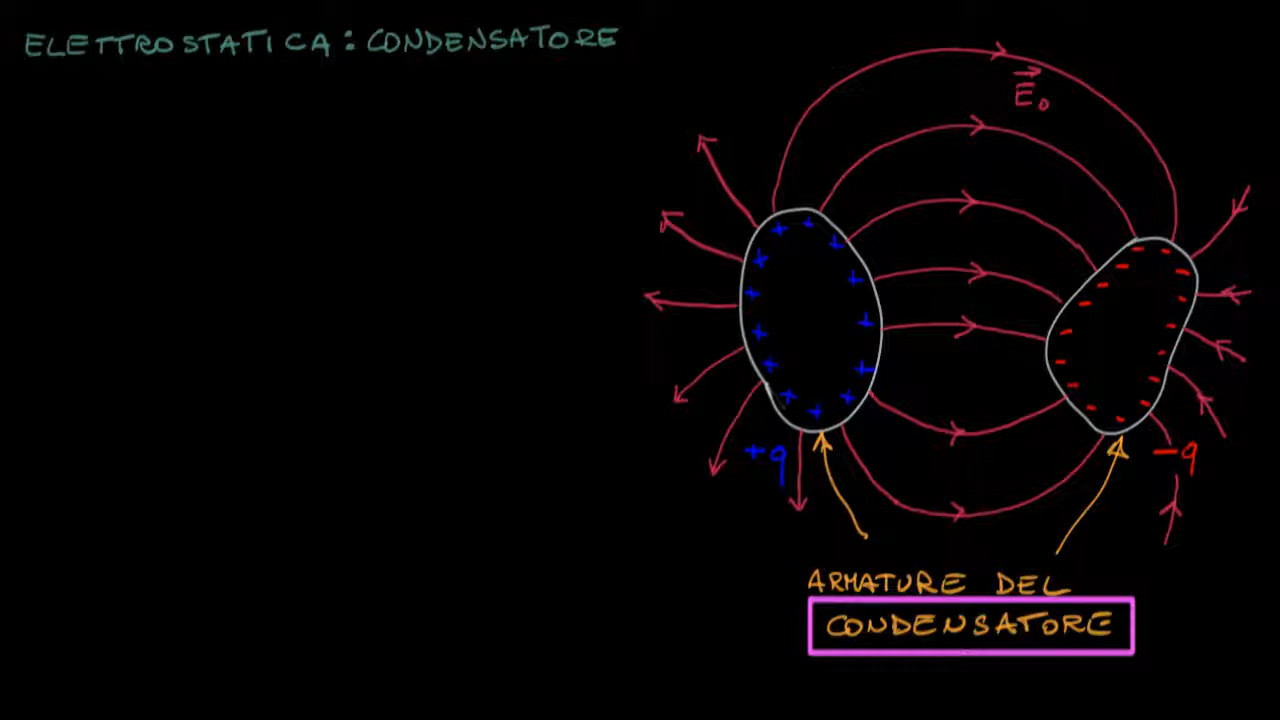 ELETTROSTATICA: CONDENSATORE
E₀
+q
-q
ARMATURE DEL
CONDENSATORE